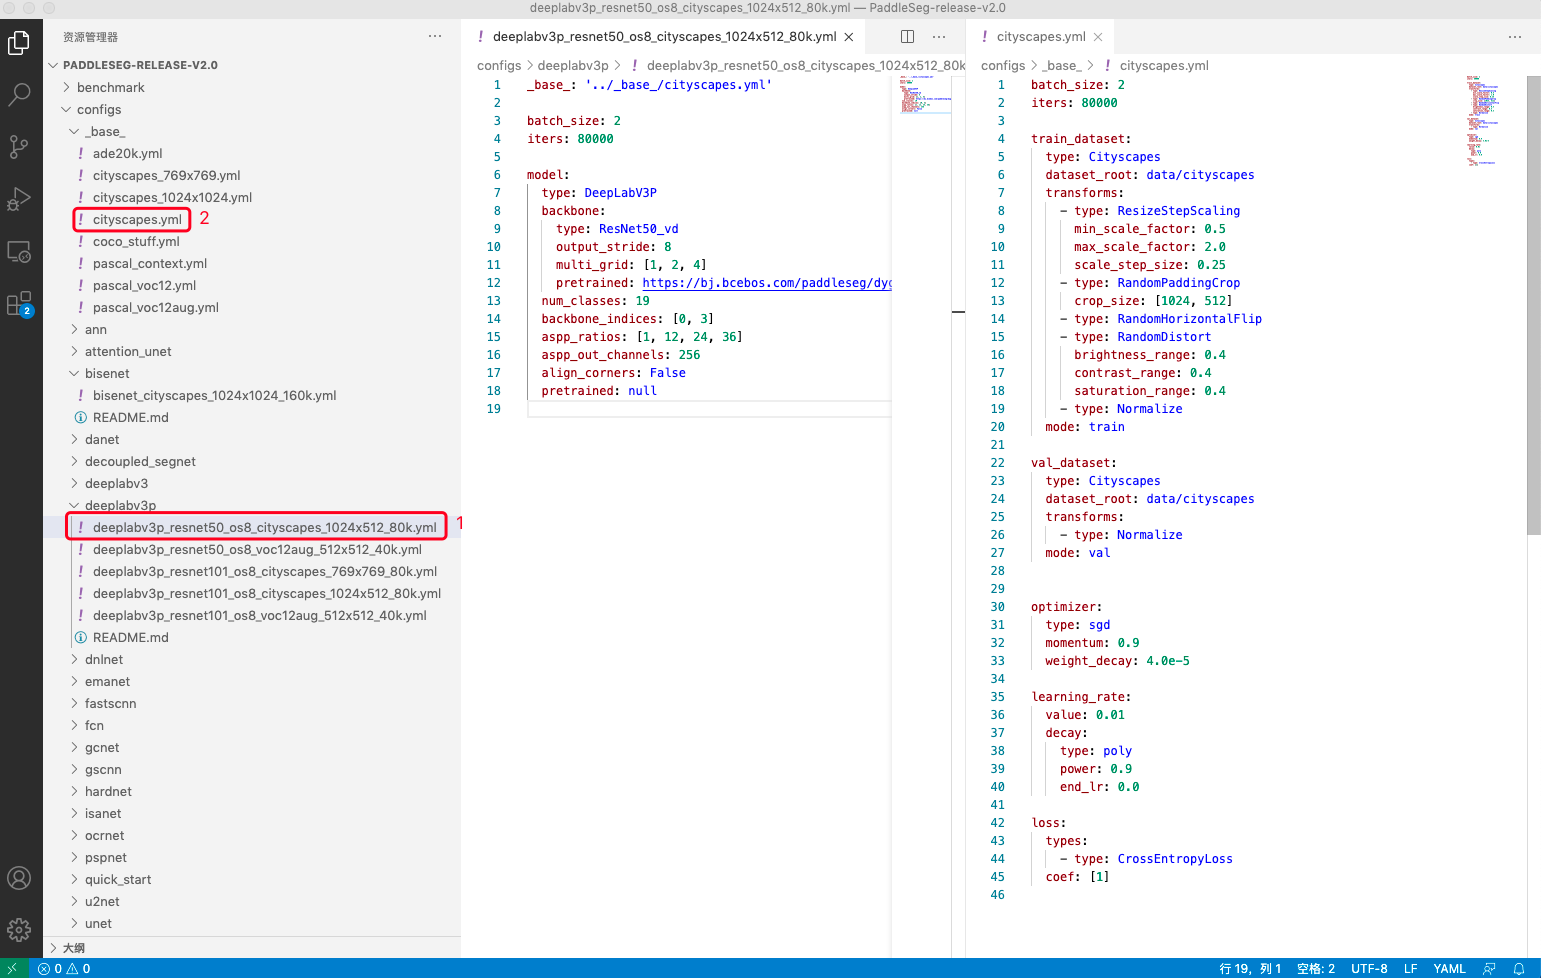 deeplabv3p_resnet50_os8_cityscapes_1024x512_80k.yml — PaddleSeg-release-v2.0
资源管理器
PADDLESEG-RELEASE-V2.0
benchmark
configs
_base_
ade20k.yml
cityscapes_769x769.yml
cityscapes_1024x1024.yml
cityscapes.yml 2
coco_stuff.yml
pascal_context.yml
pascal_voc12.yml
pascal_voc12aug.yml
ann
attention_unet
bisenet
bisenet_cityscapes_1024x1024_160k.yml
README.md
danet
decoupled_segnet
deeplabv3
deeplabv3p
deeplabv3p_resnet50_os8_cityscapes_1024x512_80k.yml 1
deeplabv3p_resnet50_os8_voc12aug_512x512_40k.yml
deeplabv3p_resnet101_os8_cityscapes_769x769_80k.yml
deeplabv3p_resnet101_os8_cityscapes_1024x512_80k.yml
deeplabv3p_resnet101_os8_voc12aug_512x512_40k.yml
README.md
dnlnet
emanet
fastscnn
fcn
gcnet
gscnn
hardnet
isanet
ocrnet
pspnet
quick_start
u2net
unet
大纲
2
deeplabv3p_resnet50_os8_cityscapes_1024x512_80k.yml
configs > deeplabv3p > ! deeplabv3p_resnet50_os8_cityscapes_1024x512_80k
1 _base_: '../_base_/cityscapes.yml'
2
3 batch_size: 2
4 iters: 80000
5
6 model:
7 type: DeepLabV3P
8 backbone:
9 type: ResNet50_vd
10 output_stride: 8
11 multi_grid: [1, 2, 4]
12 pretrained: https://bj.bcebos.com/paddleseg/dyg
13 num_classes: 19
14 backbone_indices: [0, 3]
15 aspp_ratios: [1, 12, 24, 36]
16 aspp_out_channels: 256
17 align_corners: False
18 pretrained: null
19
cityscapes.yml
configs > _base_ > ! cityscapes.yml
1 batch_size: 2
2 iters: 80000
3
4 train_dataset:
5 type: Cityscapes
6 dataset_root: data/cityscapes
7 transforms:
8 - type: ResizeStepScaling
9 min_scale_factor: 0.5
10 max_scale_factor: 2.0
11 scale_step_size: 0.25
12 - type: RandomPaddingCrop
13 crop_size: [1024, 512]
14 - type: RandomHorizontalFlip
15 - type: RandomDistort
16 brightness_range: 0.4
17 contrast_range: 0.4
18 saturation_range: 0.4
19 - type: Normalize
20 mode: train
21
22 val_dataset:
23 type: Cityscapes
24 dataset_root: data/cityscapes
25 transforms:
26 - type: Normalize
27 mode: val
28
29
30 optimizer:
31 type: sgd
32 momentum: 0.9
33 weight_decay: 4.0e-5
34
35 learning_rate:
36 value: 0.01
37 decay:
38 type: poly
39 power: 0.9
40 end_lr: 0.0
41
42 loss:
43 types:
44 - type: CrossEntropyLoss
45 coef: [1]
46
0 0 行 19，列 1 空格: 2 UTF-8 LF YAML